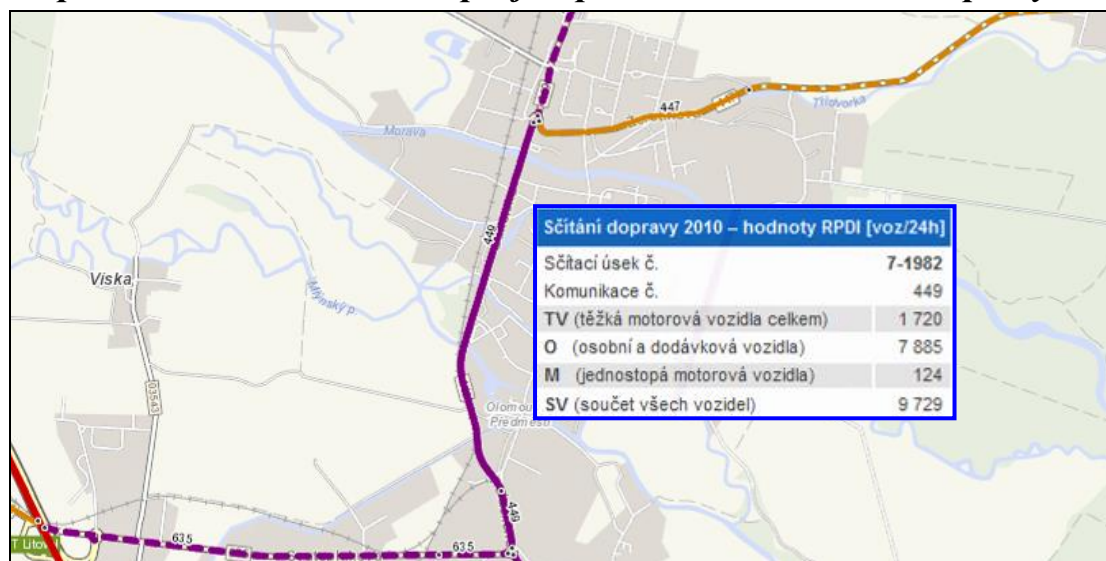 447
Tlišovorka
Morava
449
Sčítání dopravy 2010 – hodnoty RPDI [voz/24h]
Sčítací úsek č. 7-1982
Komunikace č. 449
TV (těžká motorová vozidla celkem) 1 720
O (osobní a dodávková vozidla) 7 885
M (jednostopá motorová vozidla) 124
SV (součet všech vozidel) 9 729
Víska
Mlýnský p.
03543
Předměstí
449
635
635